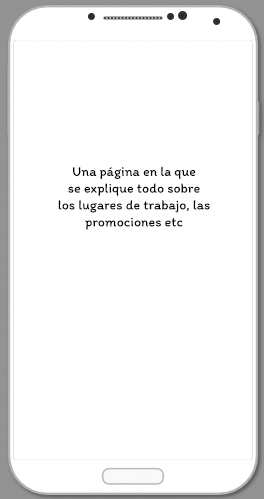 Una página en la que
se explique todo sobre
los lugares de trabajo, las
promociones etc